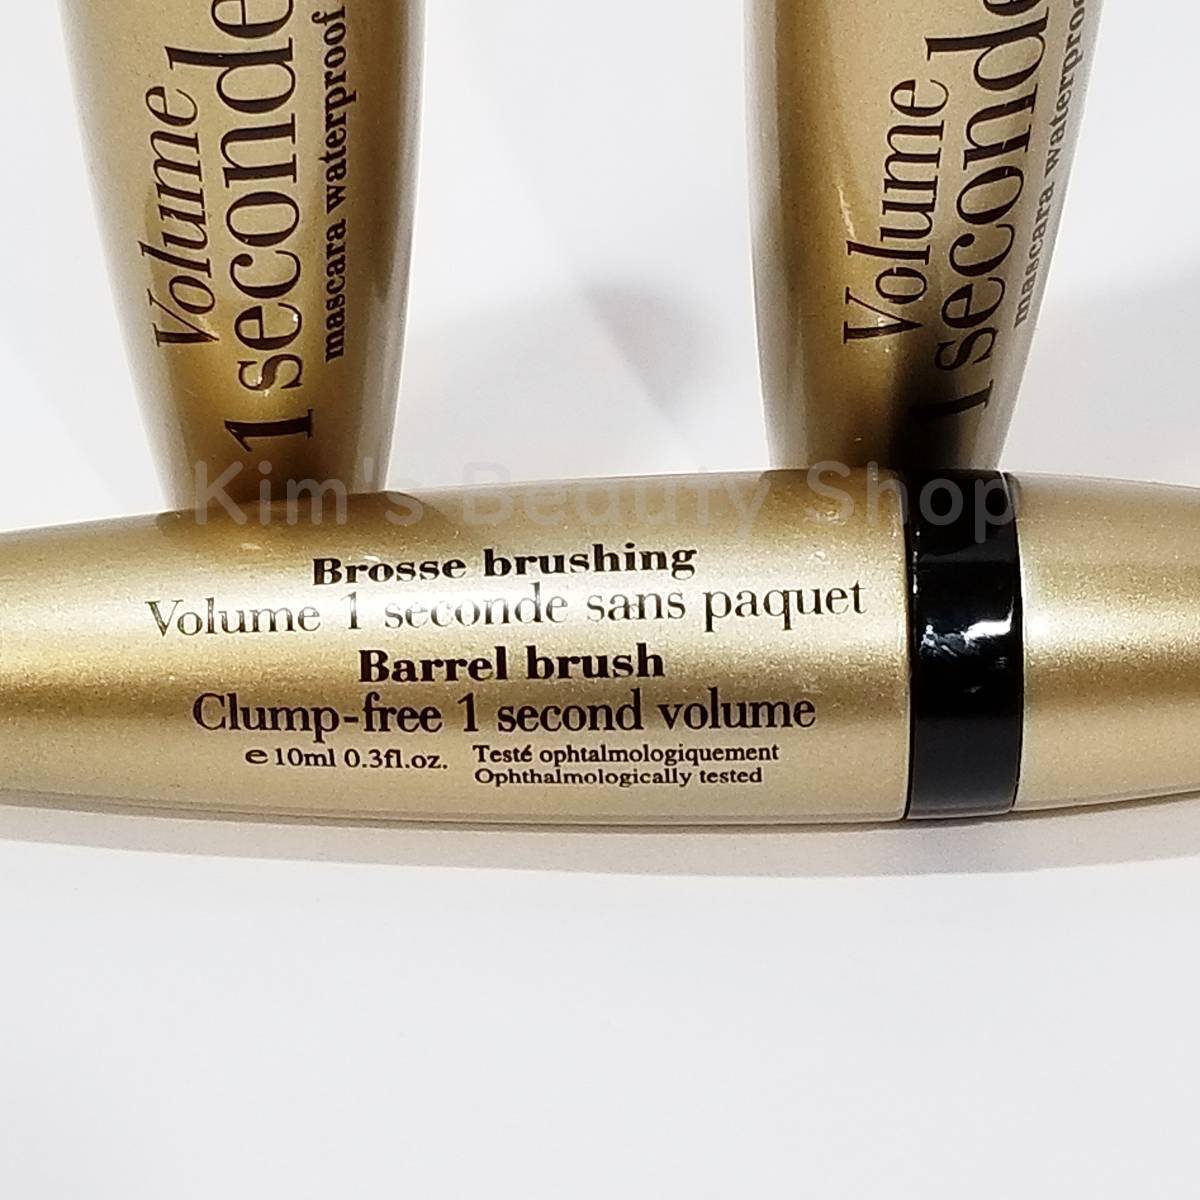 Volume
1 seconde
mascara waterproof
Volume
1 seconde
mascara waterproof
Kim's Beauty Shop
Brosse brushing
Volume 1 seconde sans paquet
Barrel brush
Clump-free 1 second volume
℮ 10ml 0.3fl.oz. Testé ophtalmologiquement
Ophthalmologically tested